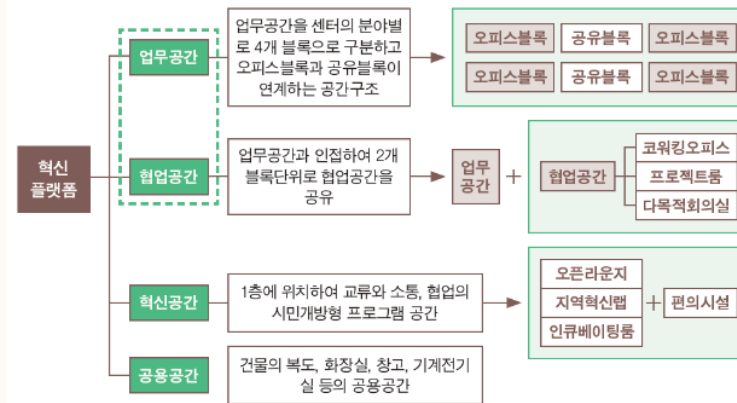 혁신
플랫폼
업무공간
업무공간을 센터의 분야별
로 4개 블록으로 구분하고
오피스블록과 공유블록이
연계하는 공간구조
오피스블록 공유블록 오피스블록
오피스블록 공유블록 오피스블록
협업공간
업무공간과 인접하여 2개
블록단위로 협업공간을
공유
업무
공간
+
협업공간
코워킹오피스
프로젝트룸
다목적회의실
혁신공간
1층에 위치하여 교류와 소통, 협업의
시민개방형 프로그램 공간
오픈라운지
지역혁신랩
인큐베이팅룸
+
편의시설
공용공간
건물의 복도, 화장실, 창고, 기계전기
실 등의 공용공간